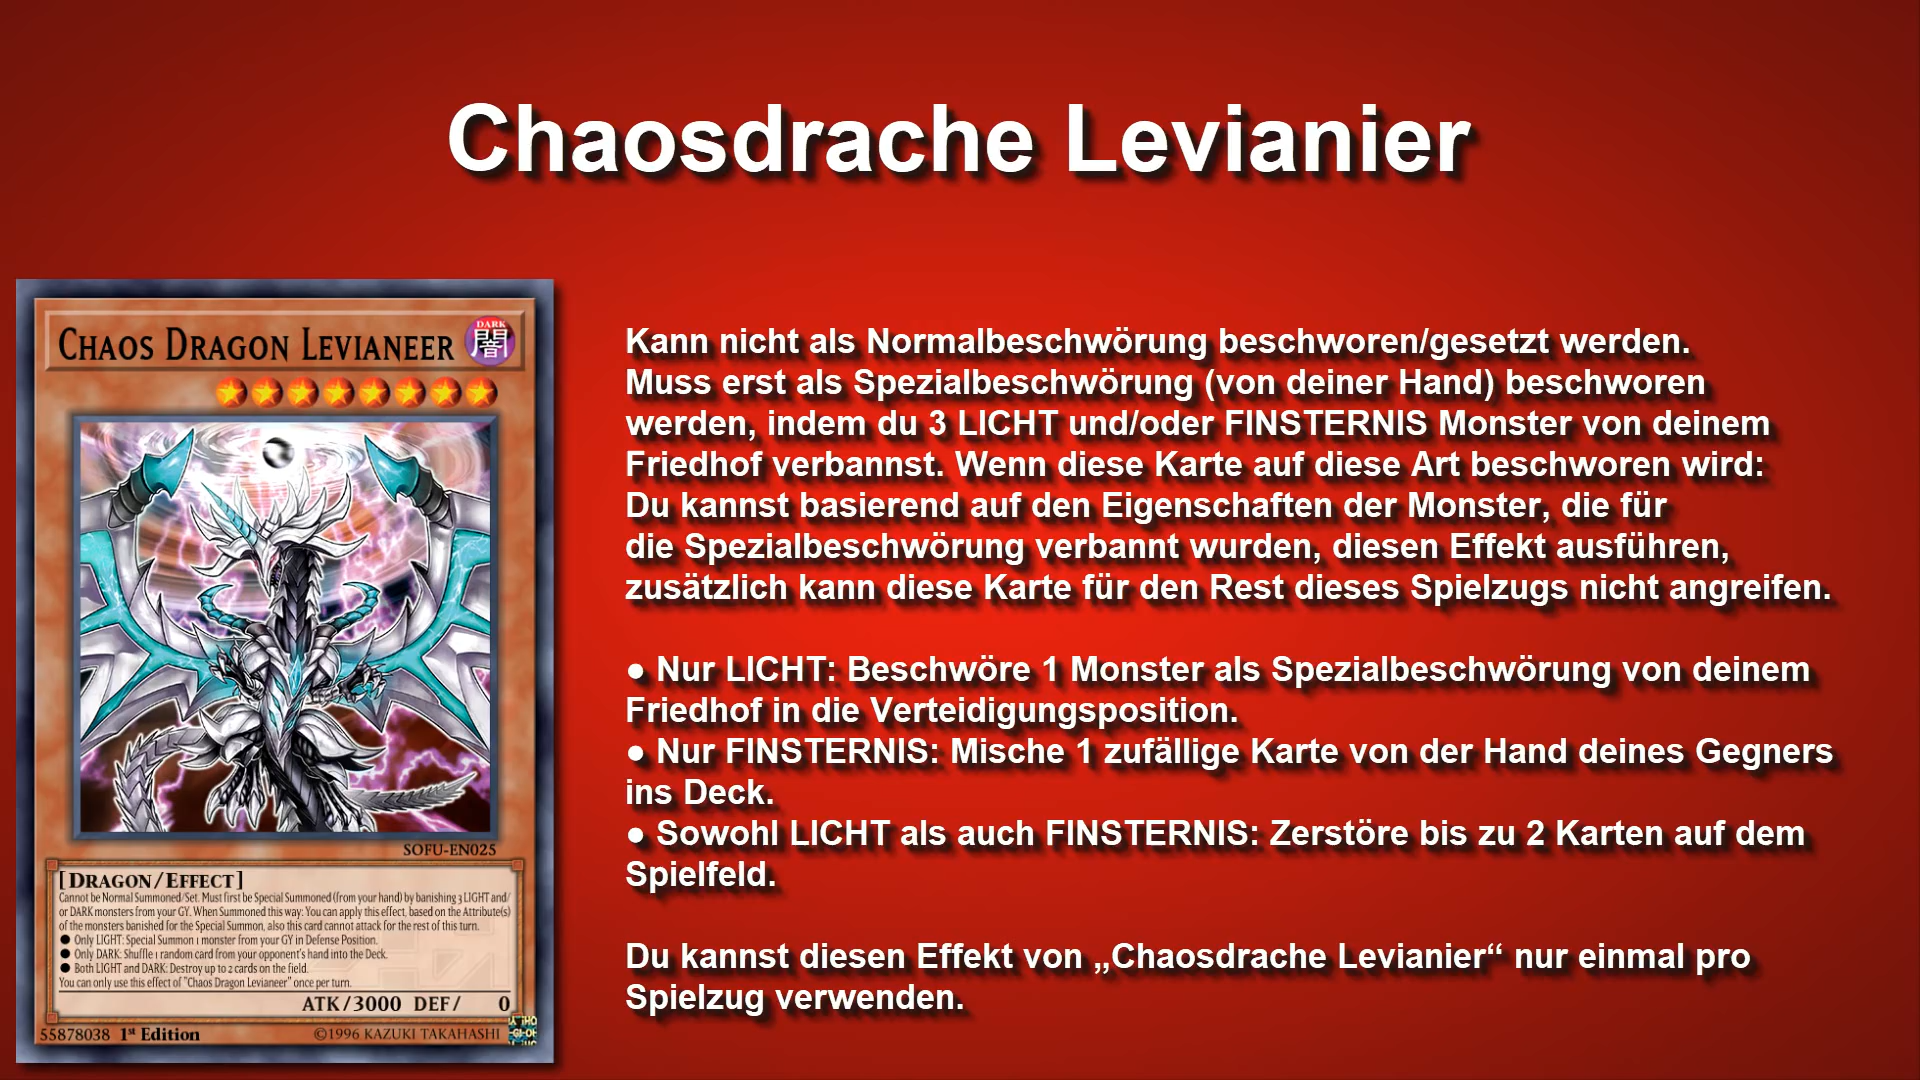 Chaosdrache Levianier
CHAOS DRAGON LEVIANEER
DARK
闇
SOFU-EN025
[DRAGON/EFFECT]
Cannot be Normal Summoned/Set. Must first be Special Summoned (from your hand) by banishing 3 LIGHT and/
or DARK monsters from your GY. When Summoned this way: You can apply this effect, based on the Attribute(s)
of the monsters banished for the Special Summon, also this card cannot attack for the rest of this turn.
● Only LIGHT: Special Summon 1 monster from your GY in Defense Position.
● Only DARK: Shuffle 1 random card from your opponent's hand into the Deck.
● Both LIGHT and DARK: Destroy up to 2 cards on the field.
You can only use this effect of "Chaos Dragon Levianeer" once per turn.
ATK/3000 DEF/ 0
55878038 1st Edition ©1996 KAZUKI TAKAHASHI
Kann nicht als Normalbeschwörung beschworen/gesetzt werden.
Muss erst als Spezialbeschwörung (von deiner Hand) beschworen
werden, indem du 3 LICHT und/oder FINSTERNIS Monster von deinem
Friedhof verbannst. Wenn diese Karte auf diese Art beschworen wird:
Du kannst basierend auf den Eigenschaften der Monster, die für
die Spezialbeschwörung verbannt wurden, diesen Effekt ausführen,
zusätzlich kann diese Karte für den Rest dieses Spielzugs nicht angreifen.
● Nur LICHT: Beschwöre 1 Monster als Spezialbeschwörung von deinem
Friedhof in die Verteidigungsposition.
● Nur FINSTERNIS: Mische 1 zufällige Karte von der Hand deines Gegners
ins Deck.
● Sowohl LICHT als auch FINSTERNIS: Zerstöre bis zu 2 Karten auf dem
Spielfeld.
Du kannst diesen Effekt von „Chaosdrache Levianier“ nur einmal pro
Spielzug verwenden.